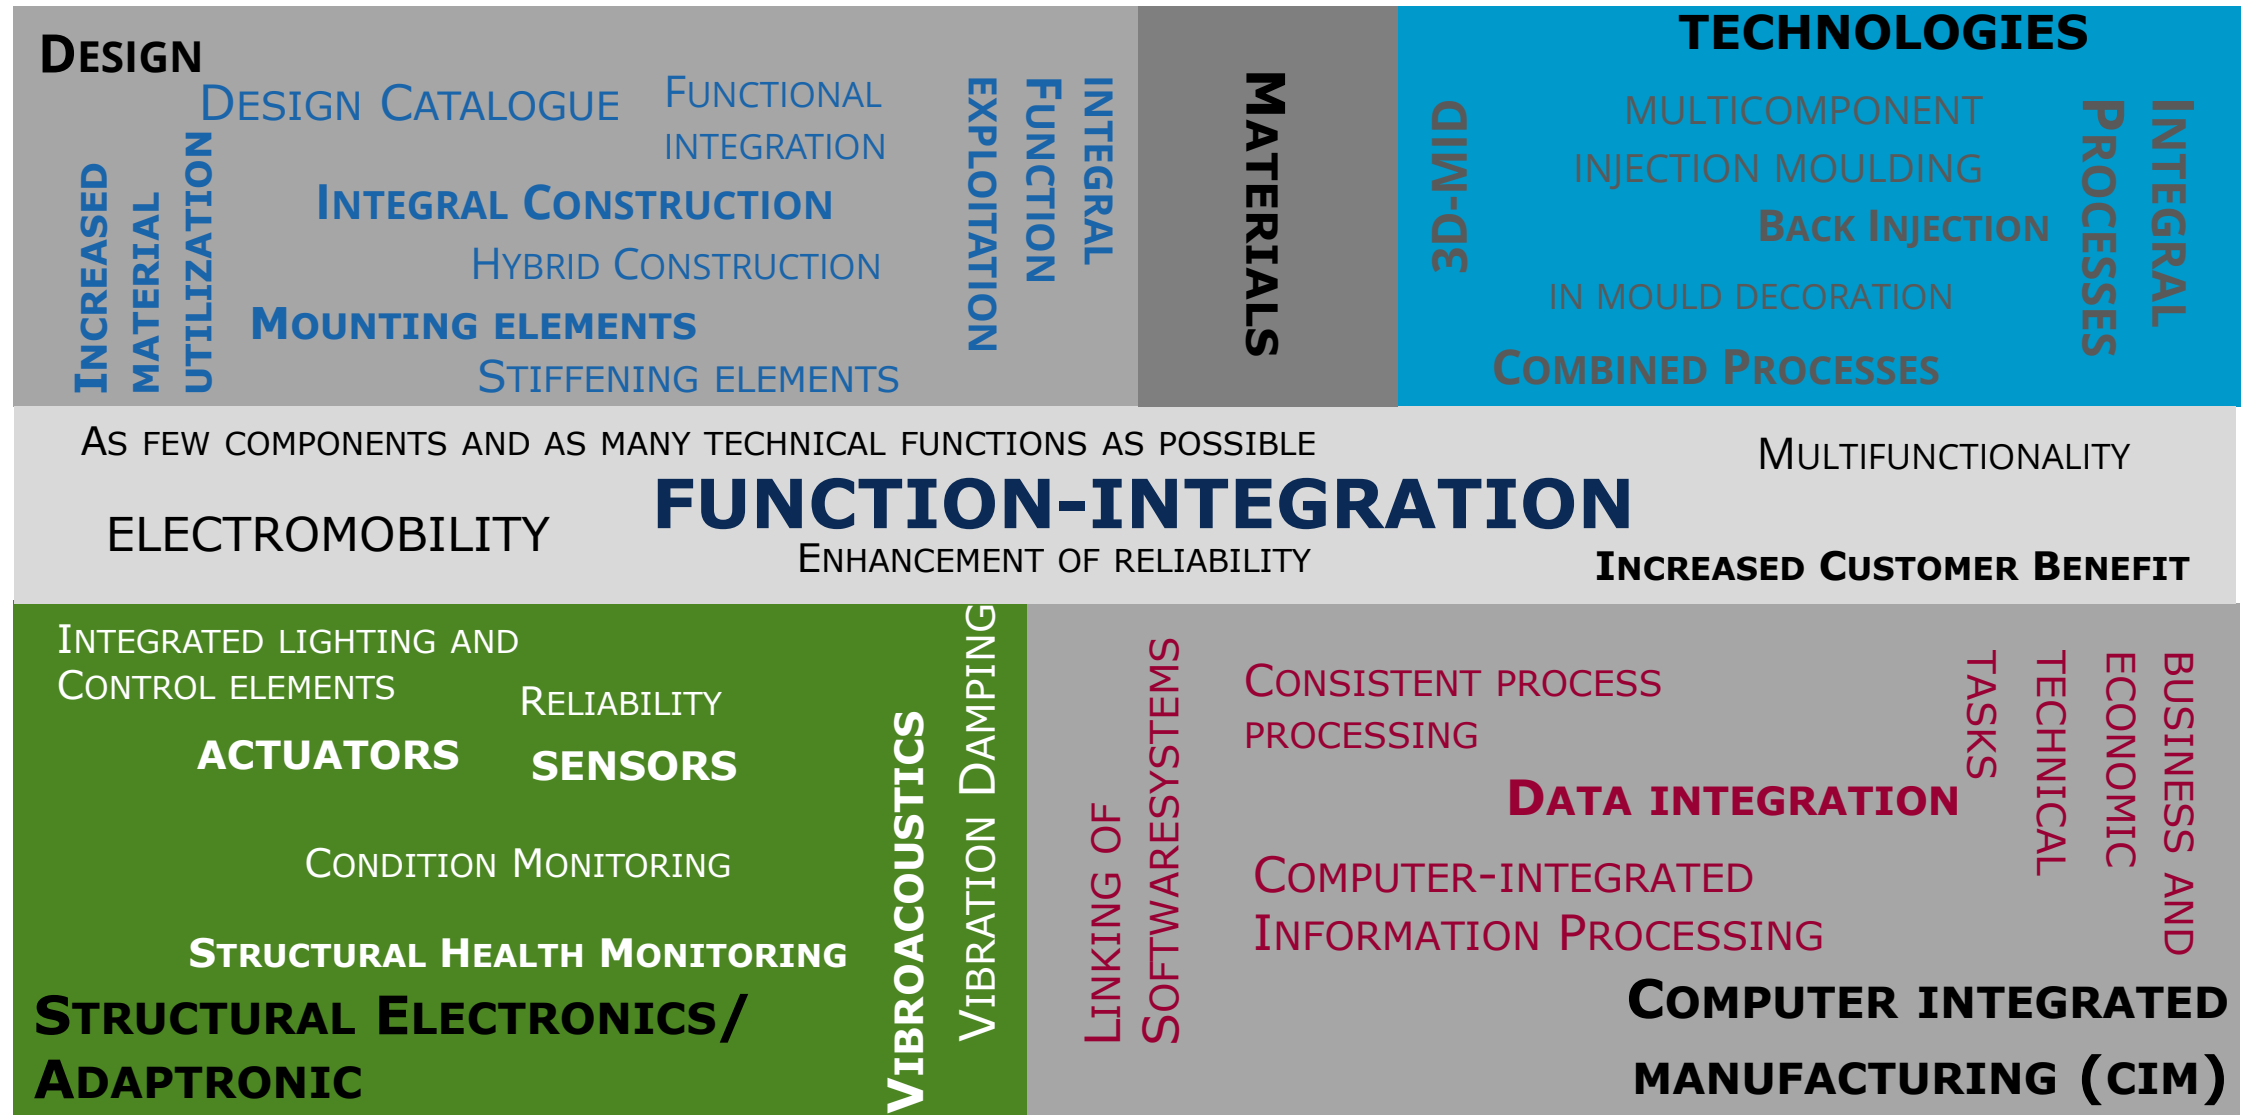 DESIGN
DESIGN CATALOGUE
FUNCTIONAL
INTEGRATION
INCREASED
MATERIAL
UTILIZATION
INTEGRAL CONSTRUCTION
HYBRID CONSTRUCTION
MOUNTING ELEMENTS
STIFFENING ELEMENTS
INTEGRAL
FUNCTION
EXPLOITATION
MATERIALS
TECHNOLOGIES
3D-MID
MULTICOMPONENT
INJECTION MOULDING
BACK INJECTION
IN MOULD DECORATION
COMBINED PROCESSES
INTEGRAL
PROCESSES
AS FEW COMPONENTS AND AS MANY TECHNICAL FUNCTIONS AS POSSIBLE
MULTIFUNCTIONALITY
FUNCTION-INTEGRATION
ELECTROMOBILITY
ENHANCEMENT OF RELIABILITY
INCREASED CUSTOMER BENEFIT
INTEGRATED LIGHTING AND
CONTROL ELEMENTS
RELIABILITY
ACTUATORS
SENSORS
CONDITION MONITORING
STRUCTURAL HEALTH MONITORING
VIBROACOUSTICS
VIBRATION DAMPING
STRUCTURAL ELECTRONICS/
ADAPTRONIC
LINKING OF
SOFTWARESYSTEMS
CONSISTENT PROCESS
PROCESSING
DATA INTEGRATION
COMPUTER-INTEGRATED
INFORMATION PROCESSING
BUSINESS AND
ECONOMIC
TECHNICAL
TASKS
COMPUTER INTEGRATED
MANUFACTURING (CIM)